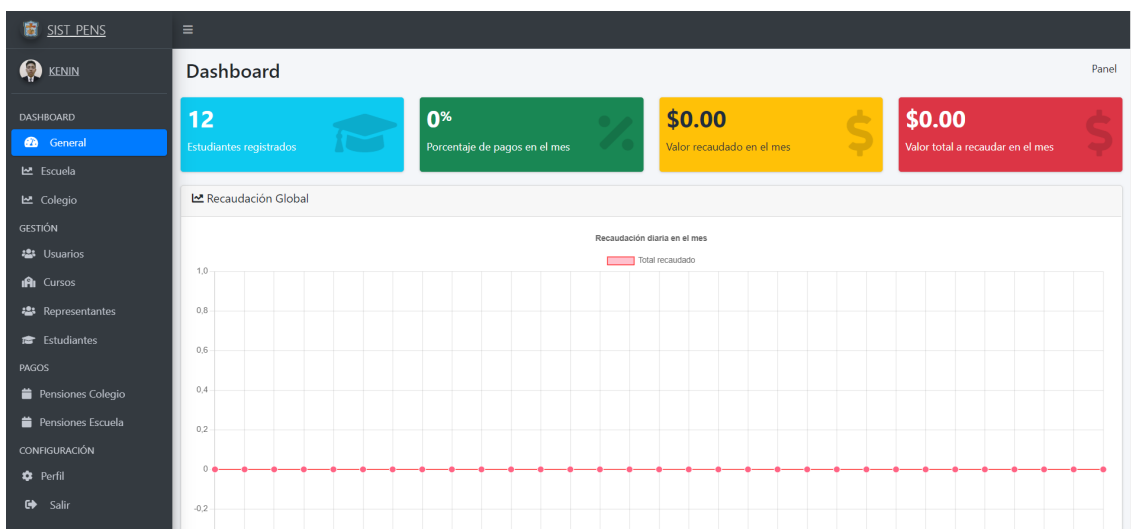 SIST_PENS
KENIN
DASHBOARD
General
Escuela
Colegio
GESTIÓN
Usuarios
Cursos
Representantes
Estudiantes
PAGOS
Pensiones Colegio
Pensiones Escuela
CONFIGURACIÓN
Perfil
Salir
Dashboard
Panel
12
Estudiantes registrados
0%
Porcentaje de pagos en el mes
$0.00
Valor recaudado en el mes
$0.00
Valor total a recaudar en el mes
Recaudación Global
Recaudación diaria en el mes
Total recaudado
1,0
0,8
0,6
0,4
0,2
0
-0,2